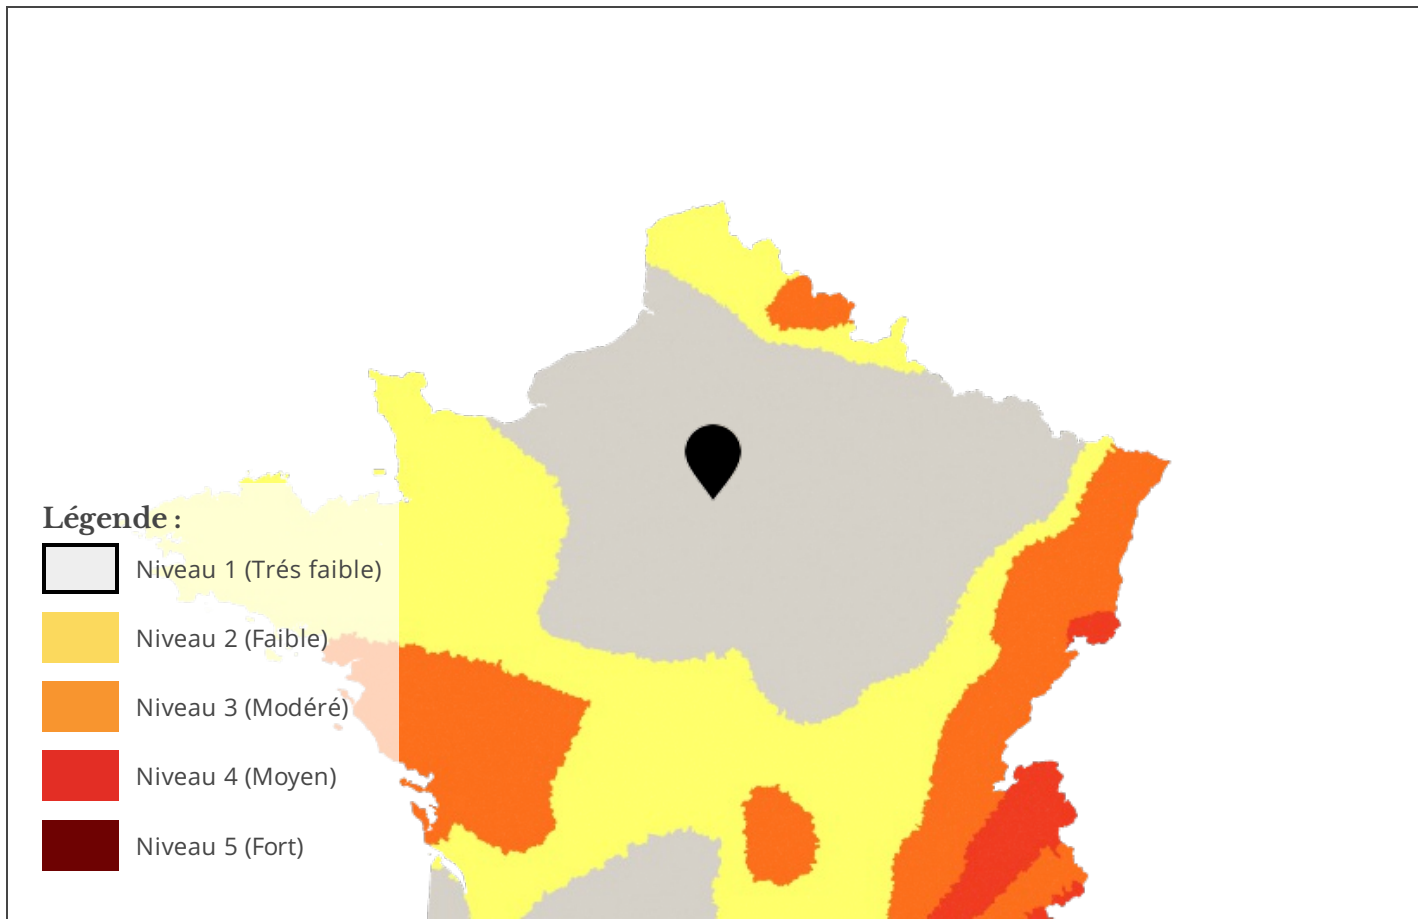 Légende :
Niveau 1 (Trés faible)
Niveau 2 (Faible)
Niveau 3 (Modéré)
Niveau 4 (Moyen)
Niveau 5 (Fort)